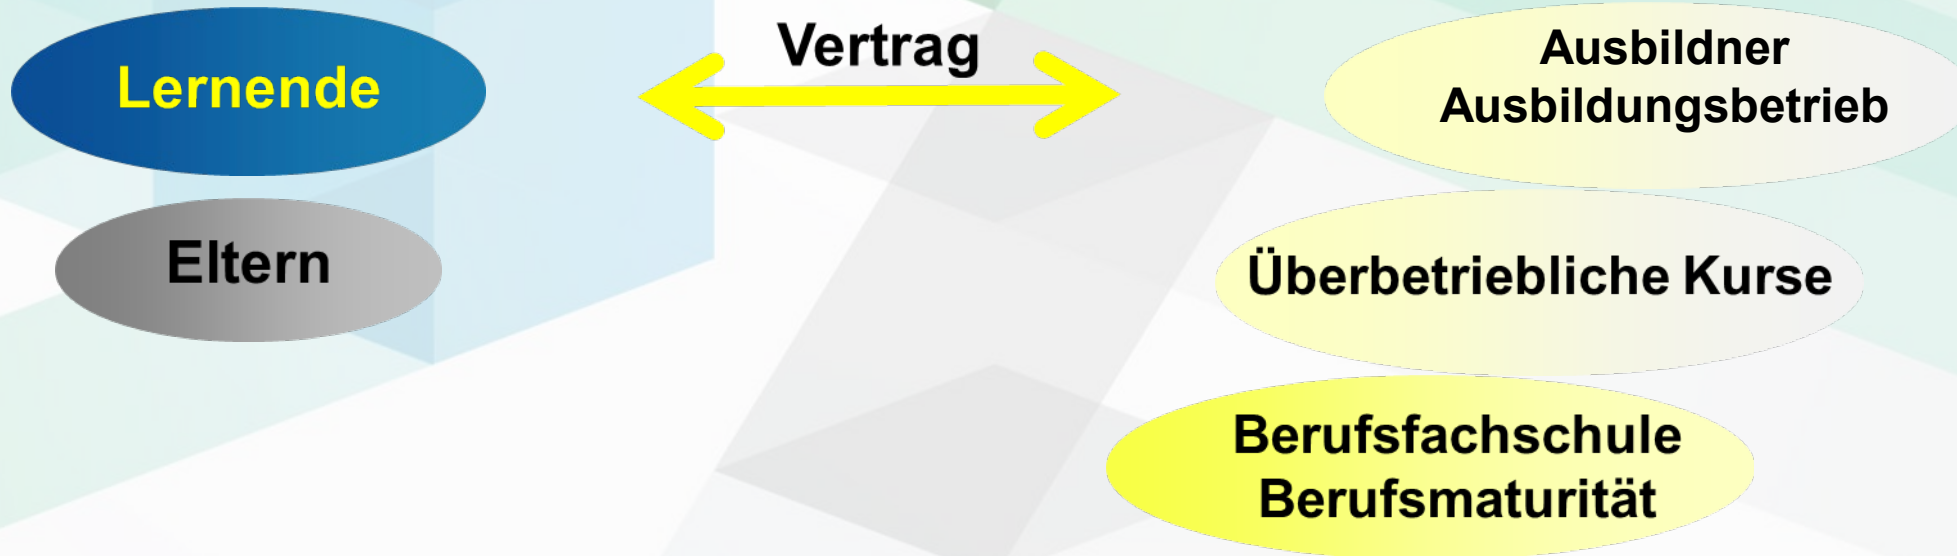 Lernende
Vertrag
Ausbildner
Ausbildungsbetrieb
Eltern
Überbetriebliche Kurse
Berufsfachschule
Berufsmaturität